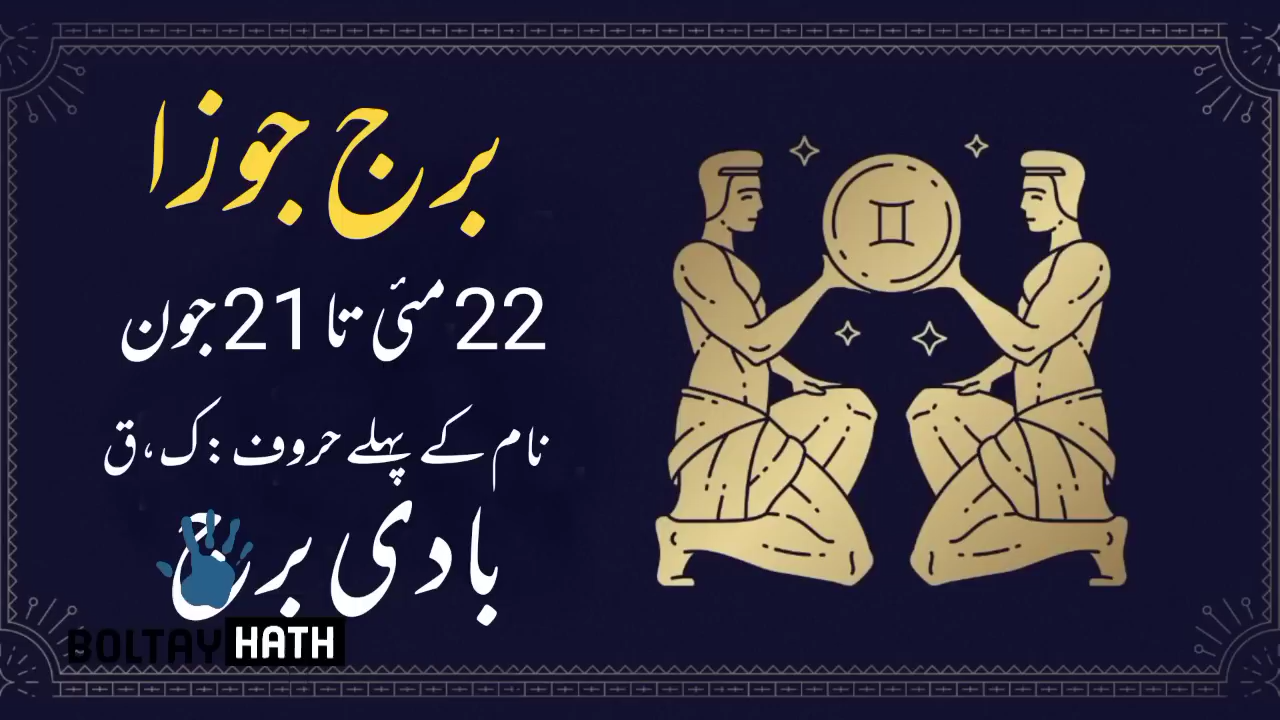 برج جوزا
22 مئی تا 21 جون
نام کے پہلے حروف : ک، ق
بادی برج
BOLTAY HATH